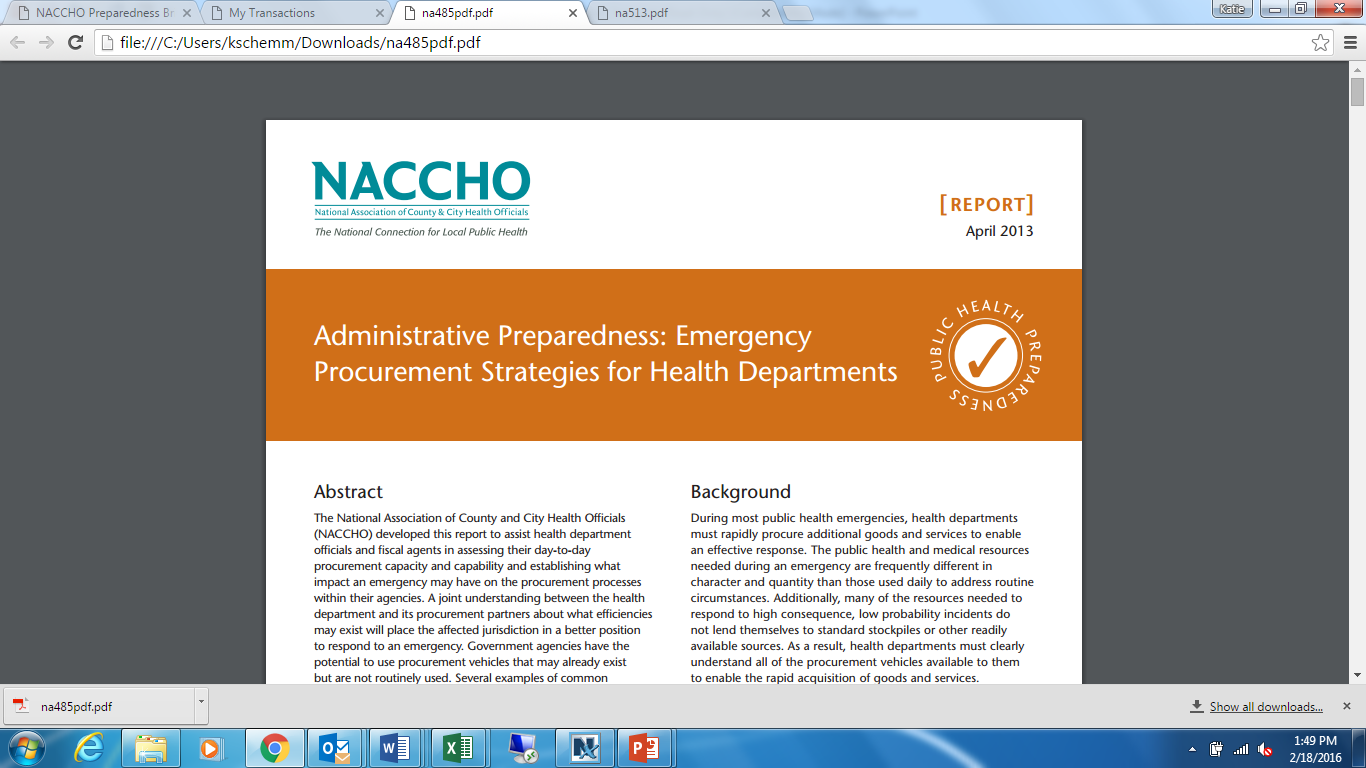 NACCHO Preparedness Br
My Transactions
na485pdf.pdf
na513.pdf
Katie
file:///C:/Users/kschemm/Downloads/na485pdf.pdf
NACCHO
National Association of County & City Health Officials
The National Connection for Local Public Health
[REPORT]
April 2013
Administrative Preparedness: Emergency
Procurement Strategies for Health Departments
PUBLIC HEALTH PREPAREDNESS
Abstract
The National Association of County and City Health Officials
(NACCHO) developed this report to assist health department
officials and fiscal agents in assessing their day-to-day
procurement capacity and capability and establishing what
impact an emergency may have on the procurement processes
within their agencies. A joint understanding between the health
department and its procurement partners about what efficiencies
may exist will place the affected jurisdiction in a better position
to respond to an emergency. Government agencies have the
potential to use procurement vehicles that may already exist
but are not routinely used. Several examples of common
Background
During most public health emergencies, health departments
must rapidly procure additional goods and services to enable
an effective response. The public health and medical resources
needed during an emergency are frequently different in
character and quantity than those used daily to address routine
circumstances. Additionally, many of the resources needed to
respond to high consequence, low probability incidents do
not lend themselves to standard stockpiles or other readily
available sources. As a result, health departments must clearly
understand all of the procurement vehicles available to them
to enable the rapid acquisition of goods and services.
na485pdf.pdf
Show all downloads...
1:49 PM
2/18/2016